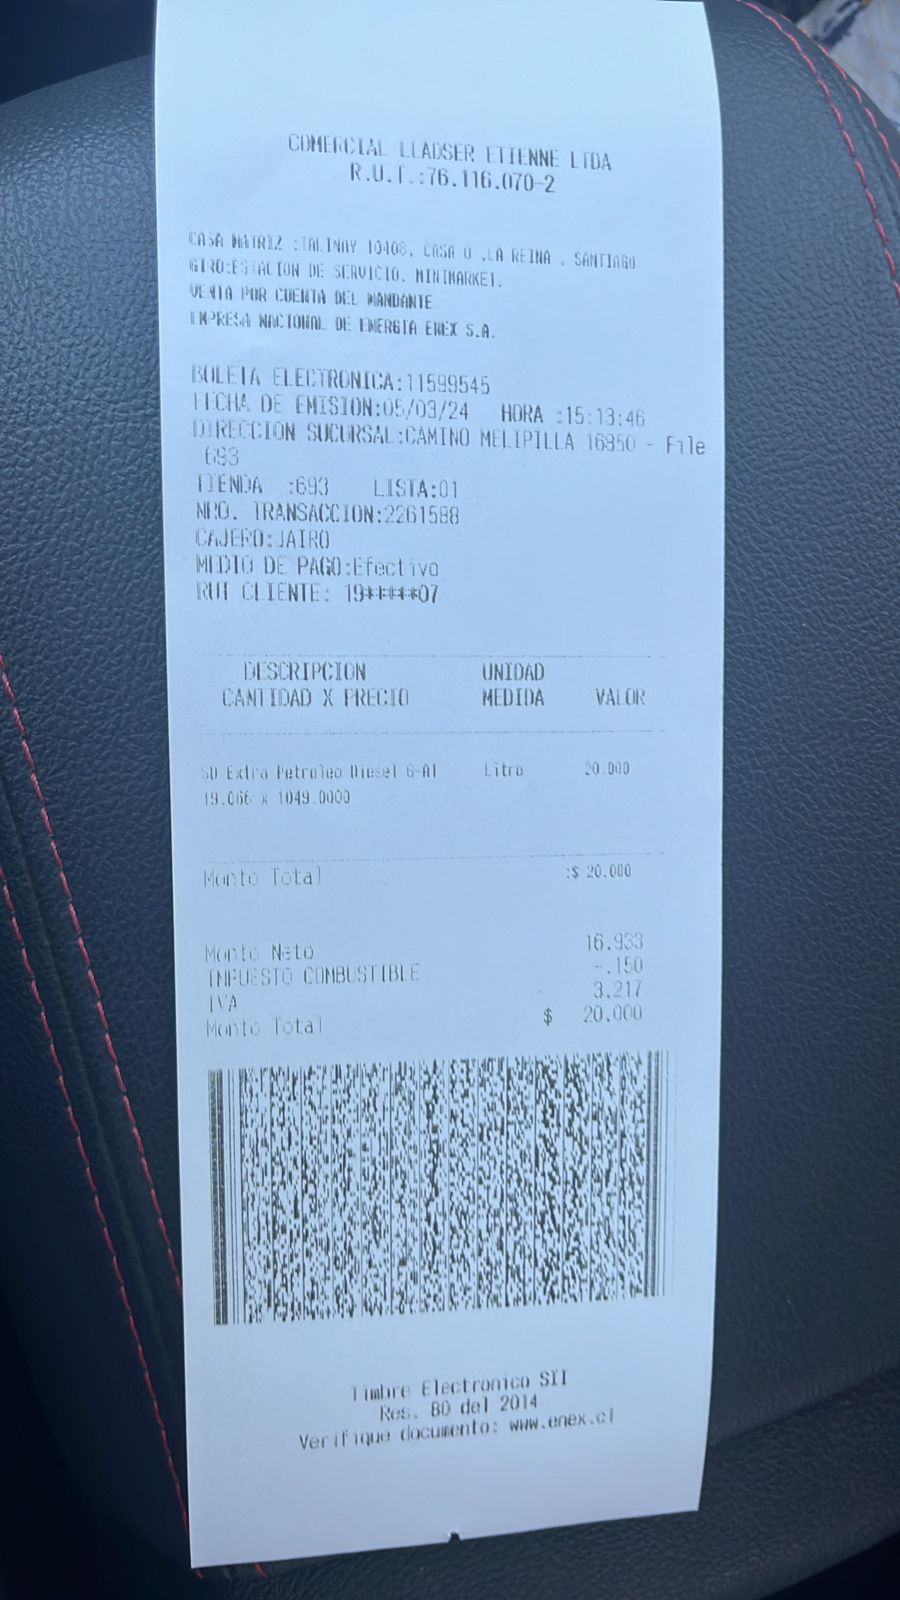 COMERCIAL LLADSER ETIENNE LTDA
R.U.T.:76.116.070-2
CASA MATRIZ :TALINAY 10408, CASA O .LA REINA . SANTIAGO
GIRO:ESTACION DE SERVICIO. MINIMARKET.
VENTA POR CUENTA DEL MANDANTE
EMPRESA NACIONAL DE ENERGIA ENEX S.A.
BOLETA ELECTRONICA:11599545
FECHA DE EMISION:05/03/24 HORA :15:13:46
DIRECCION SUCURSAL:CAMINO MELIPILLA 16850 - File
693
TIENDA :693 LISTA:01
NRO. TRANSACCION:2261588
CAJERO:JAIRO
MEDIO DE PAGO:Efectivo
RUT CLIENTE: 19*****07
DESCRIPCION UNIDAD
CANTIDAD X PRECIO MEDIDA VALOR
SD Extra Petroleo Diesel G-A1 Litro 20.000
19.066 x 1049.0000
Monto Total :$ 20.000
Monto Neto 16.933
IMPUESTO COMBUSTIBLE -.150
IVA 3.217
Monto Total $ 20.000
Timbre Electronico SII
Res. 80 del 2014
Verifique documento: www.enex.cl